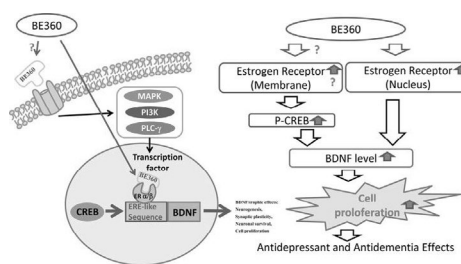 BE360
?
BE360
MAPK
PI3K
PLC-γ
Transcription
factor
BE360
ER α/β
CREB
ERE-like
Sequence
BDNF
BDNF trophic effects:
Neurogenesis,
Synaptic plasticity,
Neuronal survival,
Cell proliferation
BE360
?
Estrogen Receptor
(Membrane)
?
Estrogen Receptor
(Nucleus)
P-CREB
BDNF level
Cell
proloferation
Antidepressant and Antidementia Effects